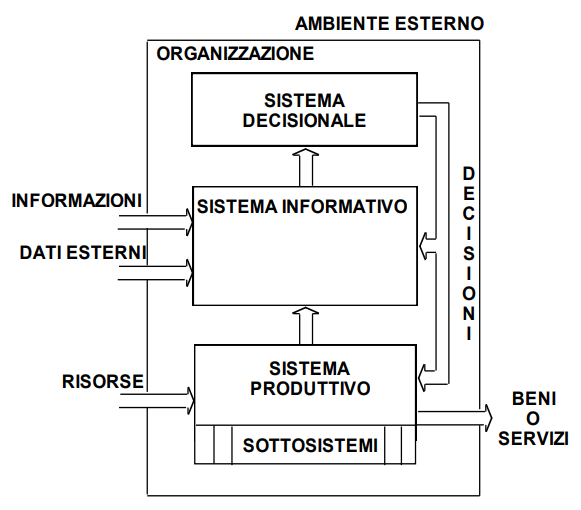 AMBIENTE ESTERNO
ORGANIZZAZIONE
SISTEMA
DECISIONALE
DECISIONI
INFORMAZIONI
SISTEMA INFORMATIVO
DATI ESTERNI
SISTEMA
PRODUTTIVO
RISORSE
BENI
O
SERVIZI
SOTTOSISTEMI